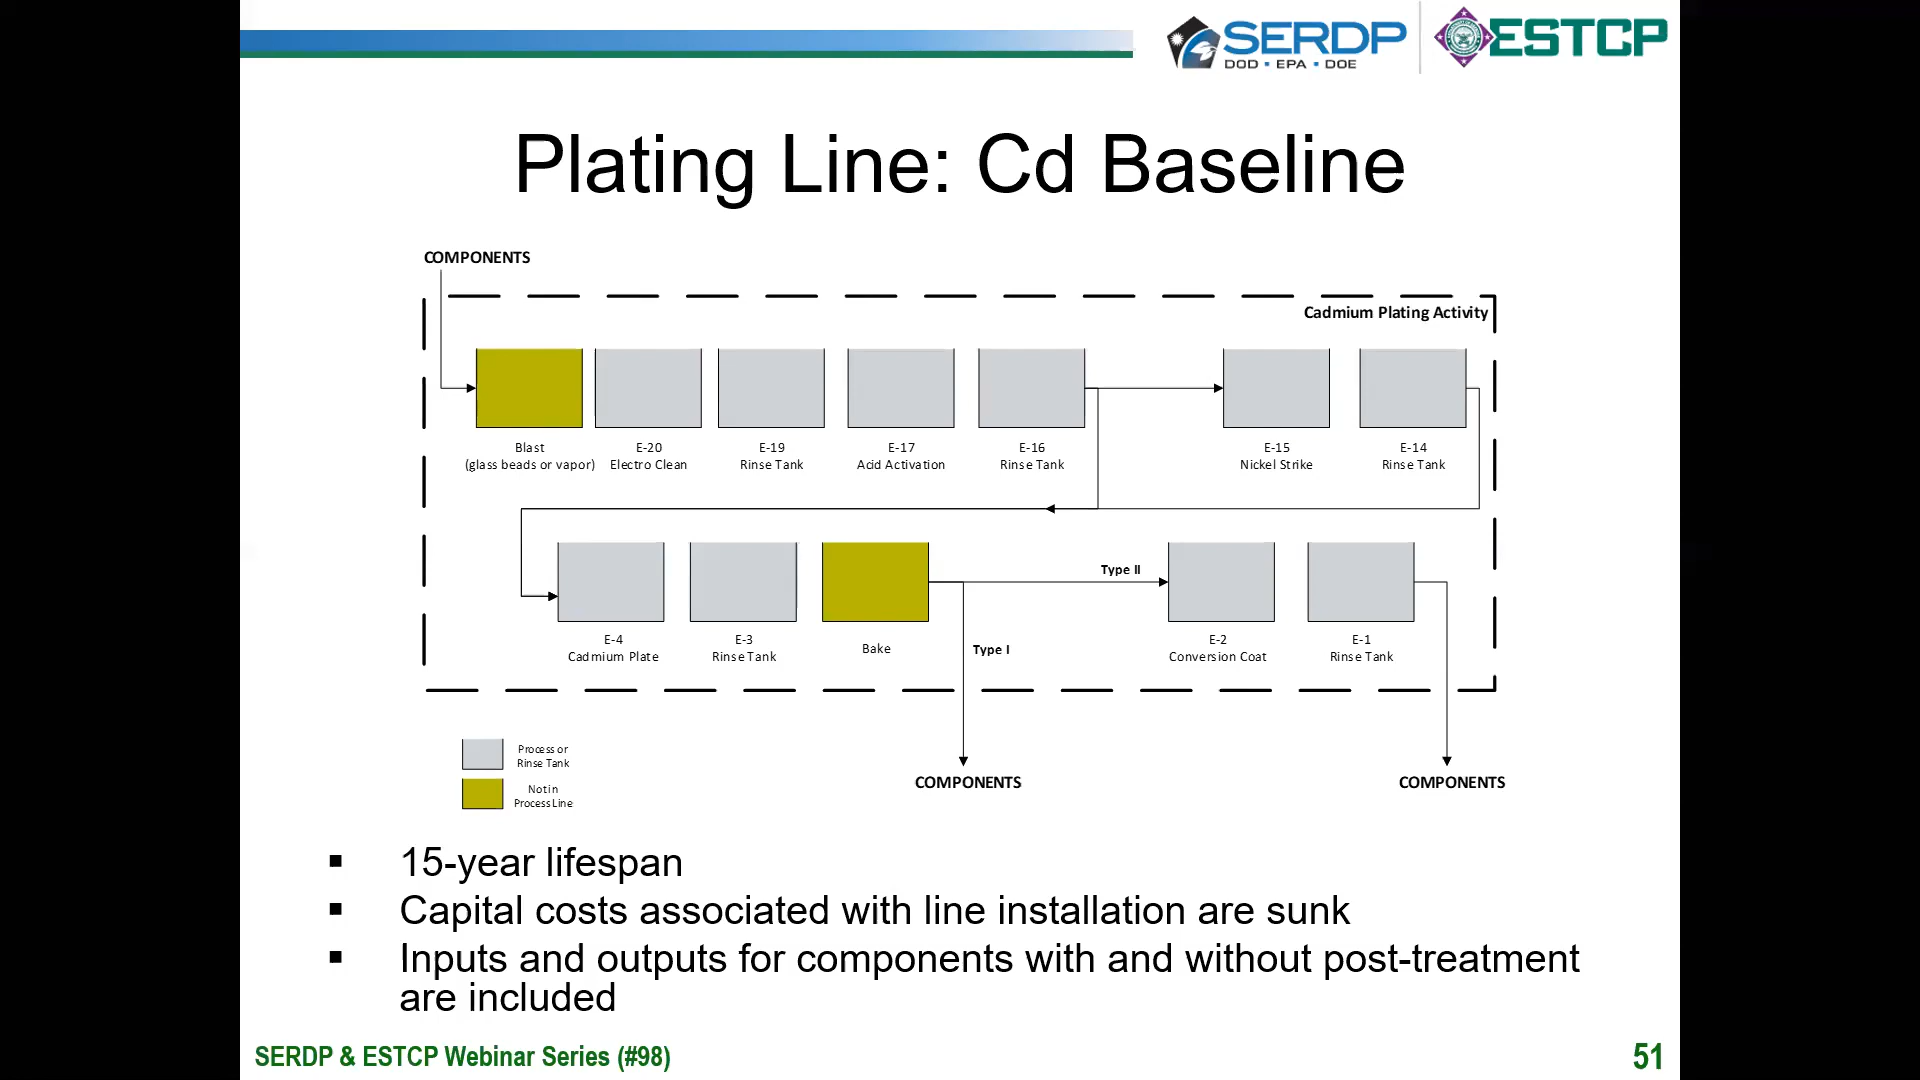 SERDP
DOD ▪ EPA ▪ DOE
ESTCP
Plating Line: Cd Baseline
COMPONENTS
Cadmium Plating Activity
Blast
(glass beads or vapor)
E-20
Electro Clean
E-19
Rinse Tank
E-17
Acid Activation
E-16
Rinse Tank
E-15
Nickel Strike
E-14
Rinse Tank
E-4
Cadmium Plate
E-3
Rinse Tank
Bake
Type I
Type II
E-2
Conversion Coat
E-1
Rinse Tank
Process or
Rinse Tank
Not in
Process Line
COMPONENTS
COMPONENTS
▪ 15-year lifespan
▪ Capital costs associated with line installation are sunk
▪ Inputs and outputs for components with and without post-treatment
are included
SERDP & ESTCP Webinar Series (#98)
51